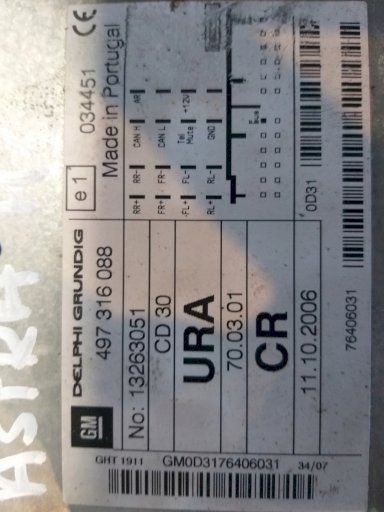 ASTRA
GM DELPHI GRUNDIG
497 316 088
e1 034451 CE
Made in Portugal
No: 13263051
CD 30
URA
70.03.01
CR
11.10.2006
RR+ RR- CAN H AR
FR+ FR- CAN L
FL+ FL- Tel Mute +12V
RL+ RL- GND
0D31
76406031
GHT 1911 GM0D3176406031 34/07